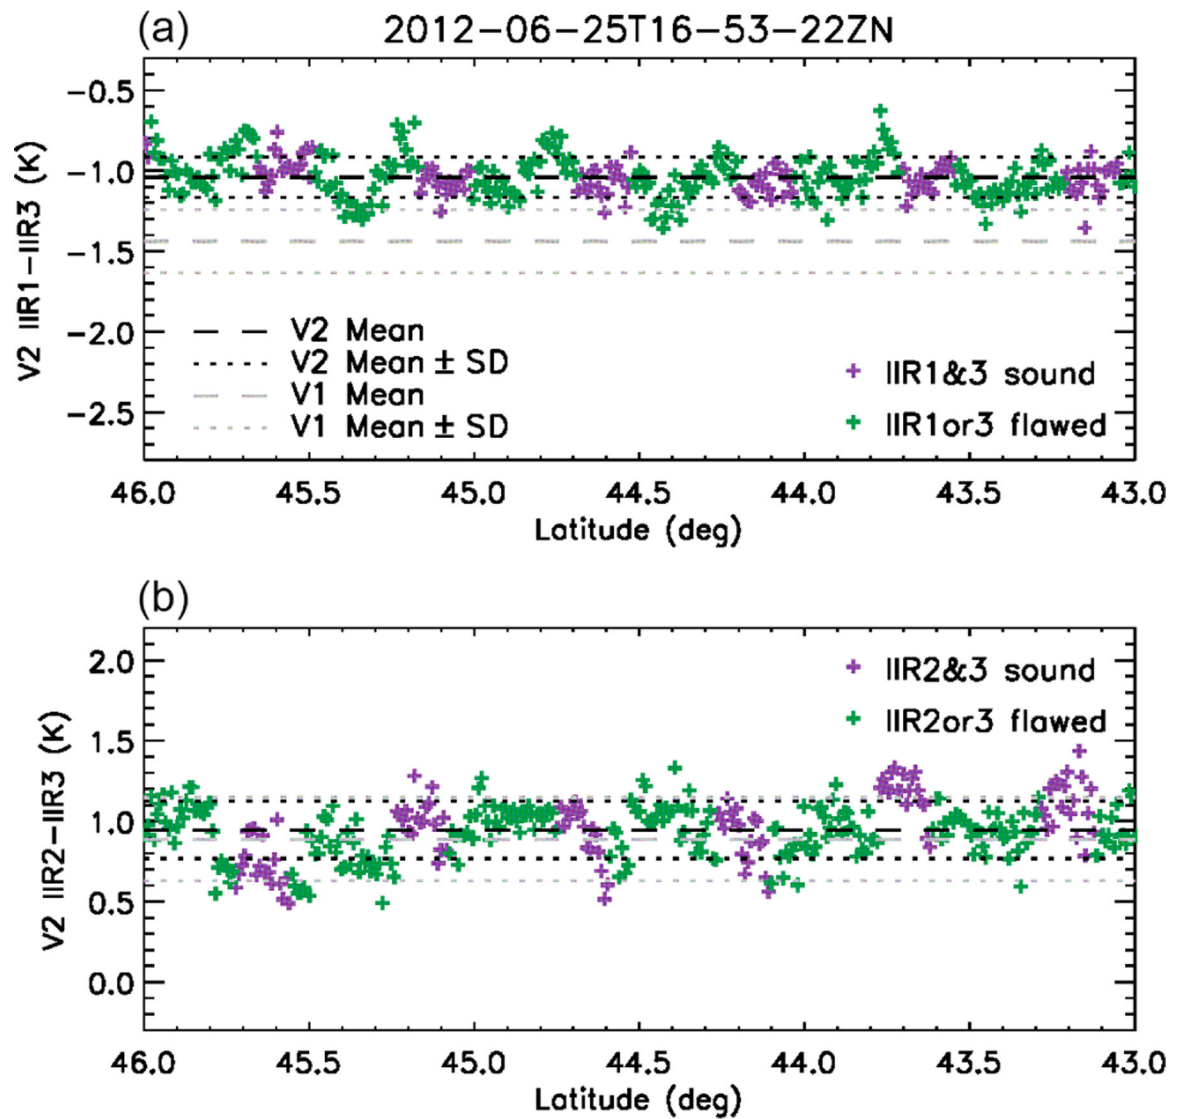 (a)
2012-06-25T16-53-22ZN
V2 IIR1-IIR3 (K)
-0.5
-1.0
-1.5
-2.0
-2.5
V2 Mean
V2 Mean ± SD
V1 Mean
V1 Mean ± SD
IIR1&3 sound
IIR1or3 flawed
46.0 45.5 45.0 44.5 44.0 43.5 43.0
Latitude (deg)
(b)
V2 IIR2-IIR3 (K)
2.0
1.5
1.0
0.5
0.0
IIR2&3 sound
IIR2or3 flawed
46.0 45.5 45.0 44.5 44.0 43.5 43.0
Latitude (deg)